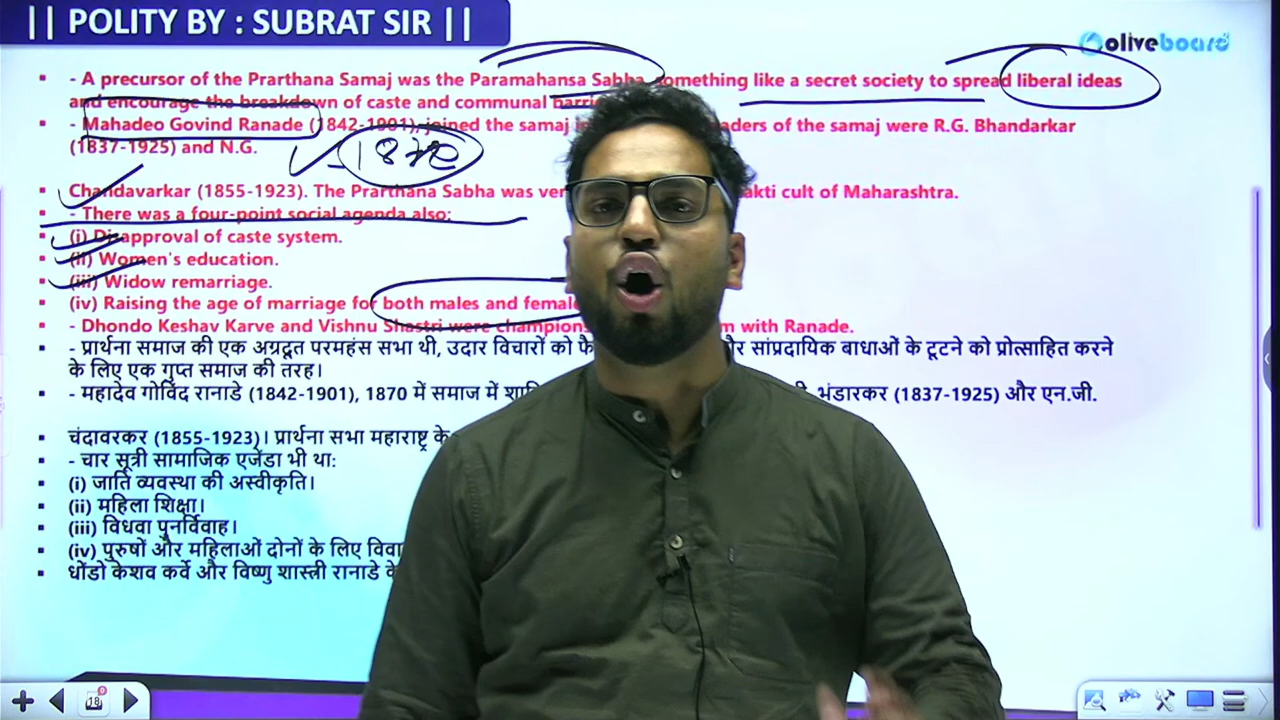 || POLITY BY : SUBRAT SIR ||
oliveboard
- A precursor of the Prarthana Samaj was the Paramahansa Sabha, something like a secret society to spread liberal ideas
and encourage the breakdown of caste and communal
- Mahadeo Govind Ranade (1842-1901), joined the samaj of the samaj were R.G. Bhandarkar
(1837-1925) and N.G.
1870
Chandavarkar (1855-1923). The Prarthana Sabha was cult of Maharashtra.
- There was a four-point social agenda also:
(i) Disapproval of caste system.
(ii) Women's education.
(iii) Widow remarriage.
(iv) Raising the age of marriage for both males and
- Dhondo Keshav Karve and Vishnu Shastri were with Ranade.
- प्रार्थना समाज की एक अग्रदूत परमहंस सभा थी, उदार विचारों को और सांप्रदायिक बाधाओं के टूटने को प्रोत्साहित करने
के लिए एक गुप्त समाज की तरह।
- महादेव गोविंद रानाडे (1842-1901), 1870 में समाज में भंडारकर (1837-1925) और एन.जी.
चंदावरकर (1855-1923)। प्रार्थना सभा महाराष्ट्र के
- चार सूत्री सामाजिक एजेंडा भी था:
(i) जाति व्यवस्था की अस्वीकृति।
(ii) महिला शिक्षा।
(iii) विधवा पुनर्विवाह।
(iv) पुरुषों और महिलाओं दोनों के लिए
धोंडो केशव कर्वे और विष्णु शास्त्री रानाडे
18